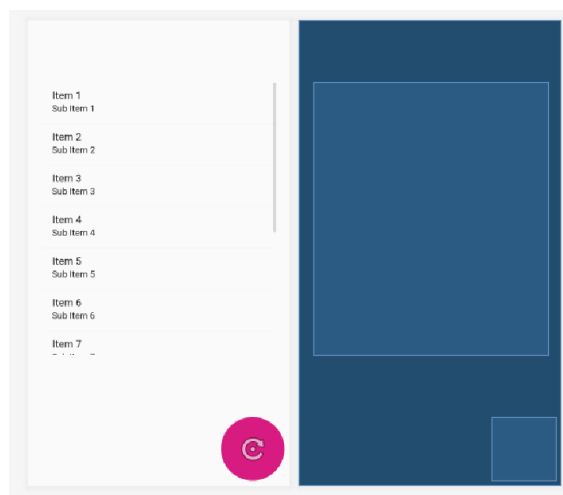 Item 1
Sub Item 1
Item 2
Sub Item 2
Item 3
Sub Item 3
Item 4
Sub Item 4
Item 5
Sub Item 5
Item 6
Sub Item 6
Item 7